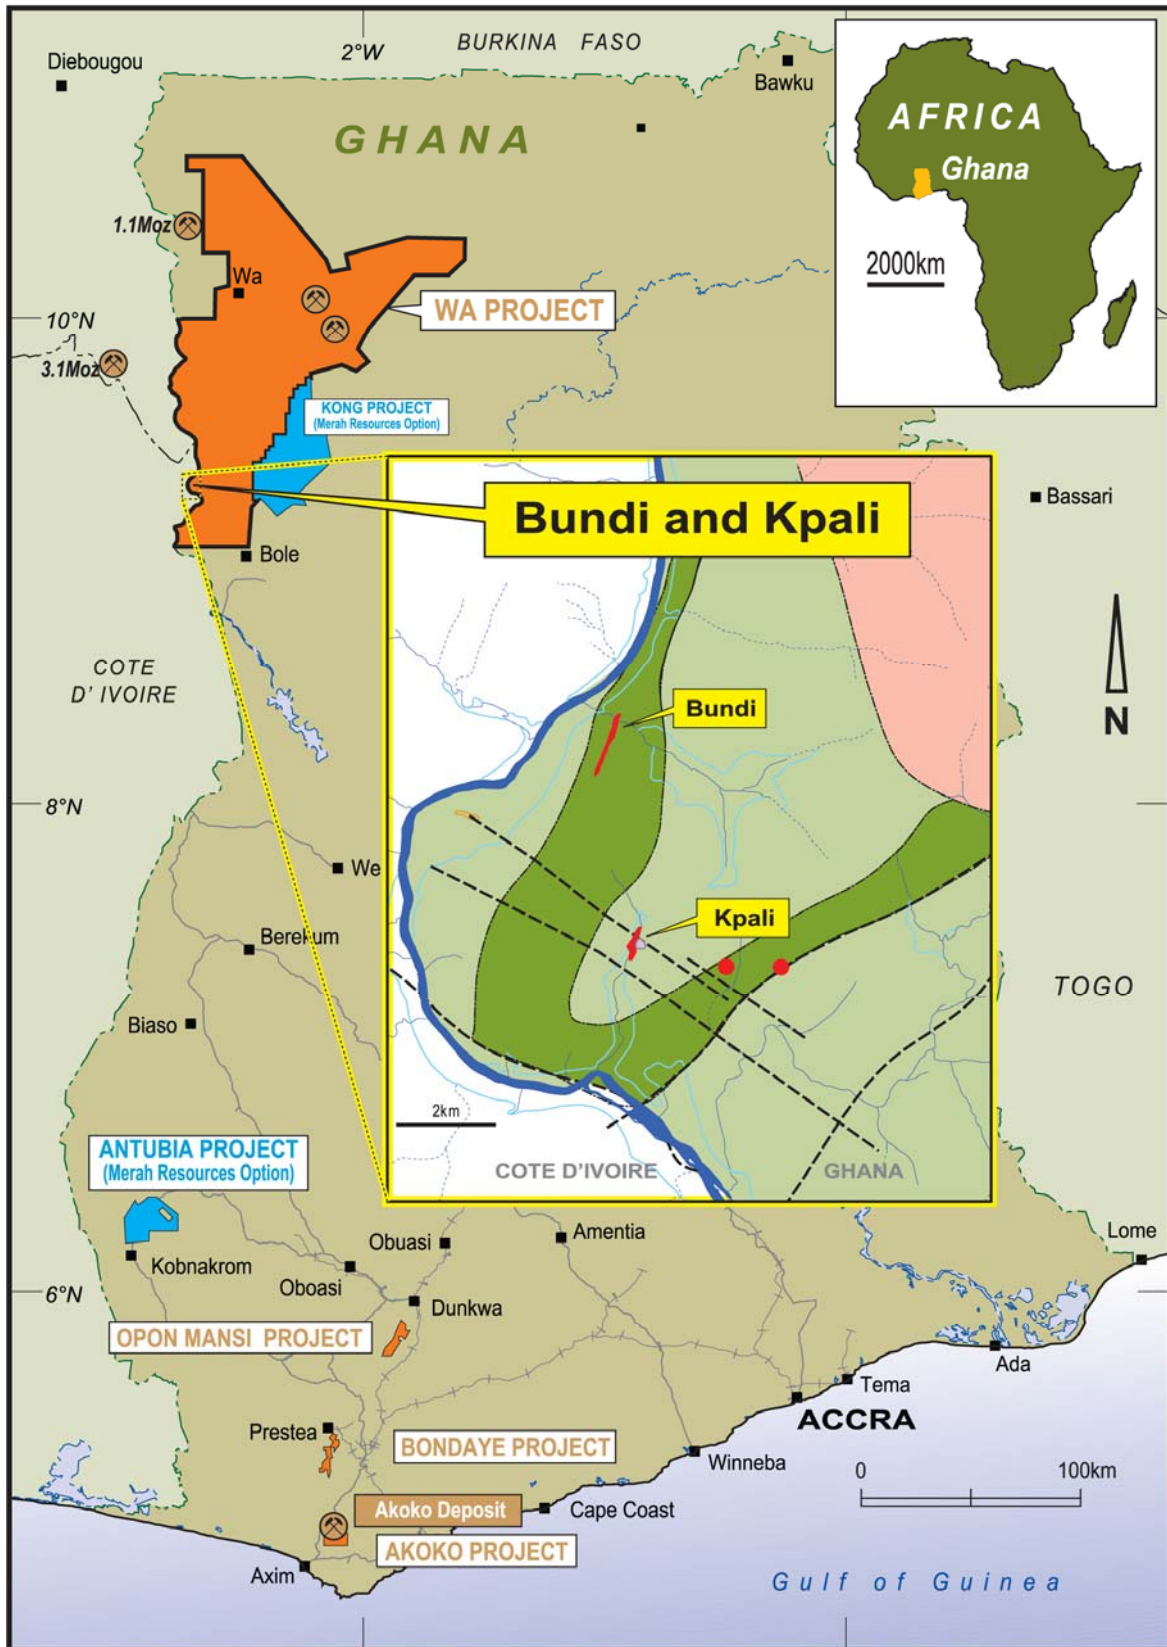 2°W
BURKINA FASO
Diebougou
Bawku
GHANA
AFRICA
Ghana
2000km
1.1Moz
Wa
WA PROJECT
10°N
3.1Moz
KONG PROJECT
(Merah Resources Option)
Bundi and Kpali
Bassari
Bole
COTE
D' IVOIRE
Bundi
N
8°N
We
Kpali
Berekum
TOGO
Biaso
2km
ANTUBIA PROJECT
(Merah Resources Option)
COTE D'IVOIRE
GHANA
Obuasi
Amentia
Lome
Kobnakrom
Oboasi
6°N
Dunkwa
OPON MANSI PROJECT
Ada
Tema
ACCRA
Prestea
BONDAYE PROJECT
Winneba
0
100km
Akoko Deposit
Cape Coast
AKOKO PROJECT
Axim
Gulf of Guinea